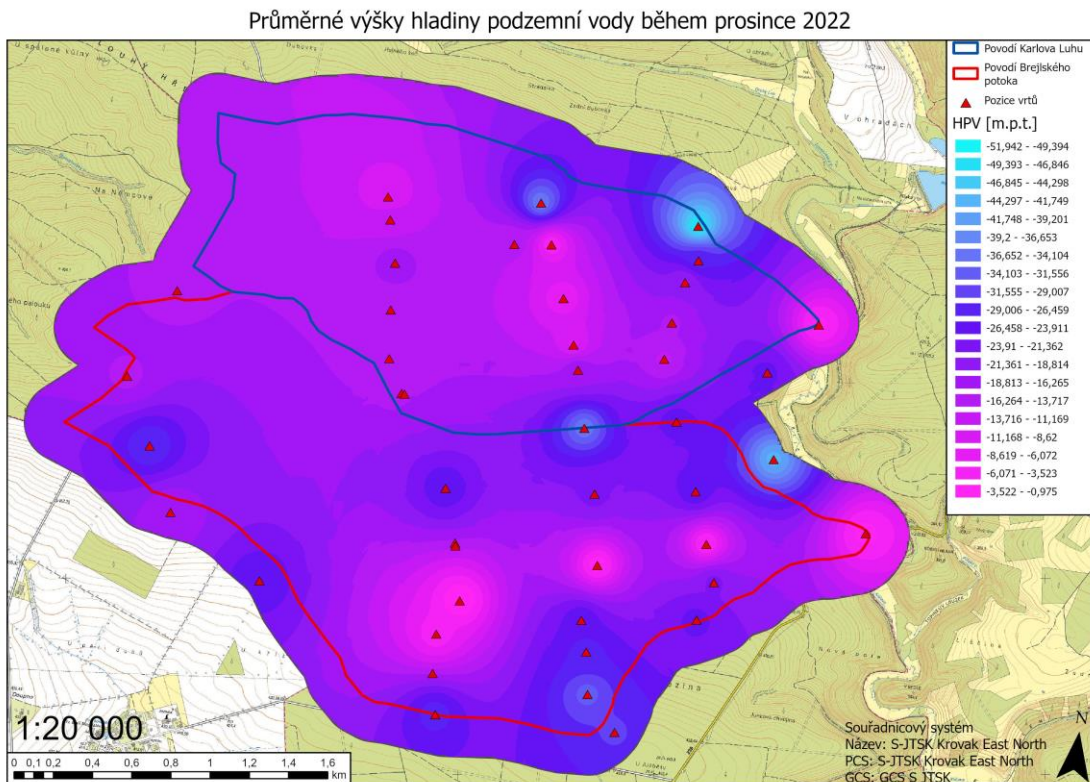 Průměrné výšky hladiny podzemní vody během prosince 2022
Povodí Karlova Luhu
Povodí Brejlského
potoka
Pozice vrtů
HPV [m.p.t.]
-51,942 - -49,394
-49,393 - -46,846
-46,845 - -44,298
-44,297 - -41,749
-41,748 - -39,201
-39,2 - -36,653
-36,652 - -34,104
-34,103 - -31,556
-31,555 - -29,007
-29,006 - -26,459
-26,458 - -23,911
-23,91 - -21,362
-21,361 - -18,814
-18,813 - -16,265
-16,264 - -13,717
-13,716 - -11,169
-11,168 - -8,62
-8,619 - -6,072
-6,071 - -3,523
-3,522 - -0,975
V ohradách
1:20 000
0 0,1 0,2 0,4 0,6 0,8 1 1,2 1,4 1,6
km
Souřadnicový systém
Název: S-JTSK Krovak East North
PCS: S-JTSK Krovak East North
GCS: GCS S JTSK
N